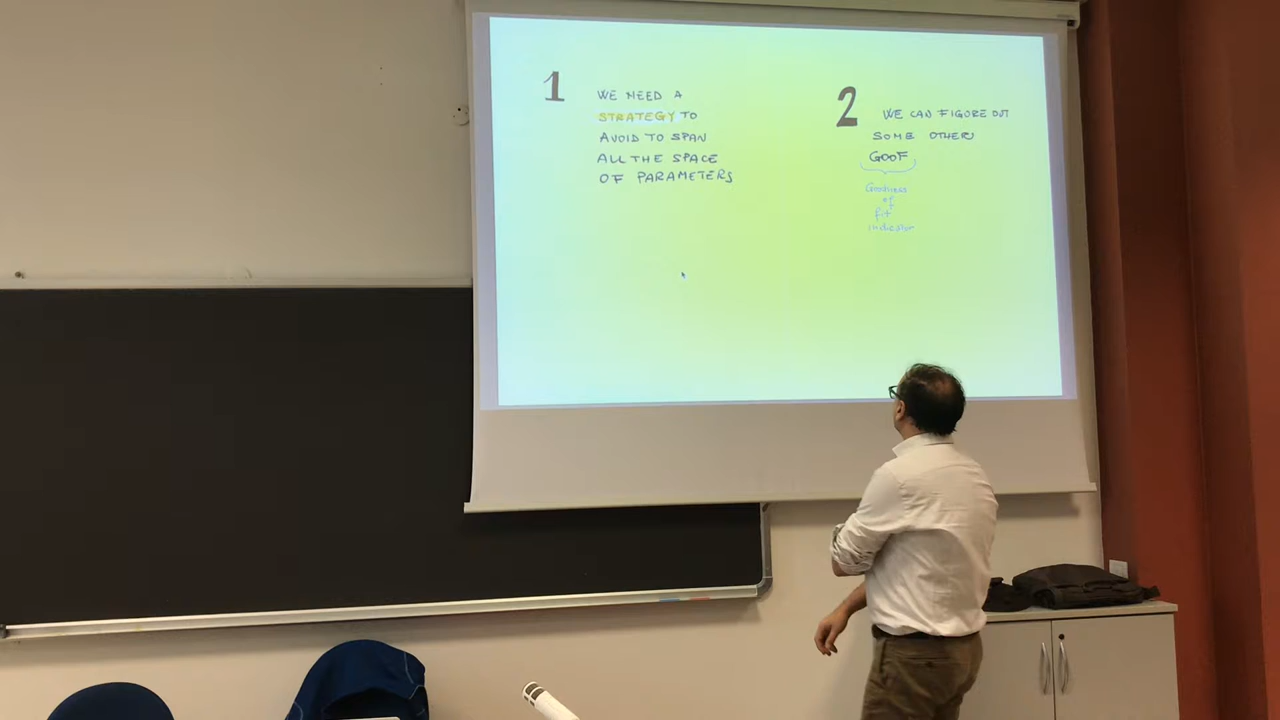 1
WE NEED A
STRATEGY TO
AVOID TO SPAN
ALL THE SPACE
OF PARAMETERS
2
WE CAN FIGURE OUT
SOME OTHER
GOOF
Goodness
of
fit
indicator